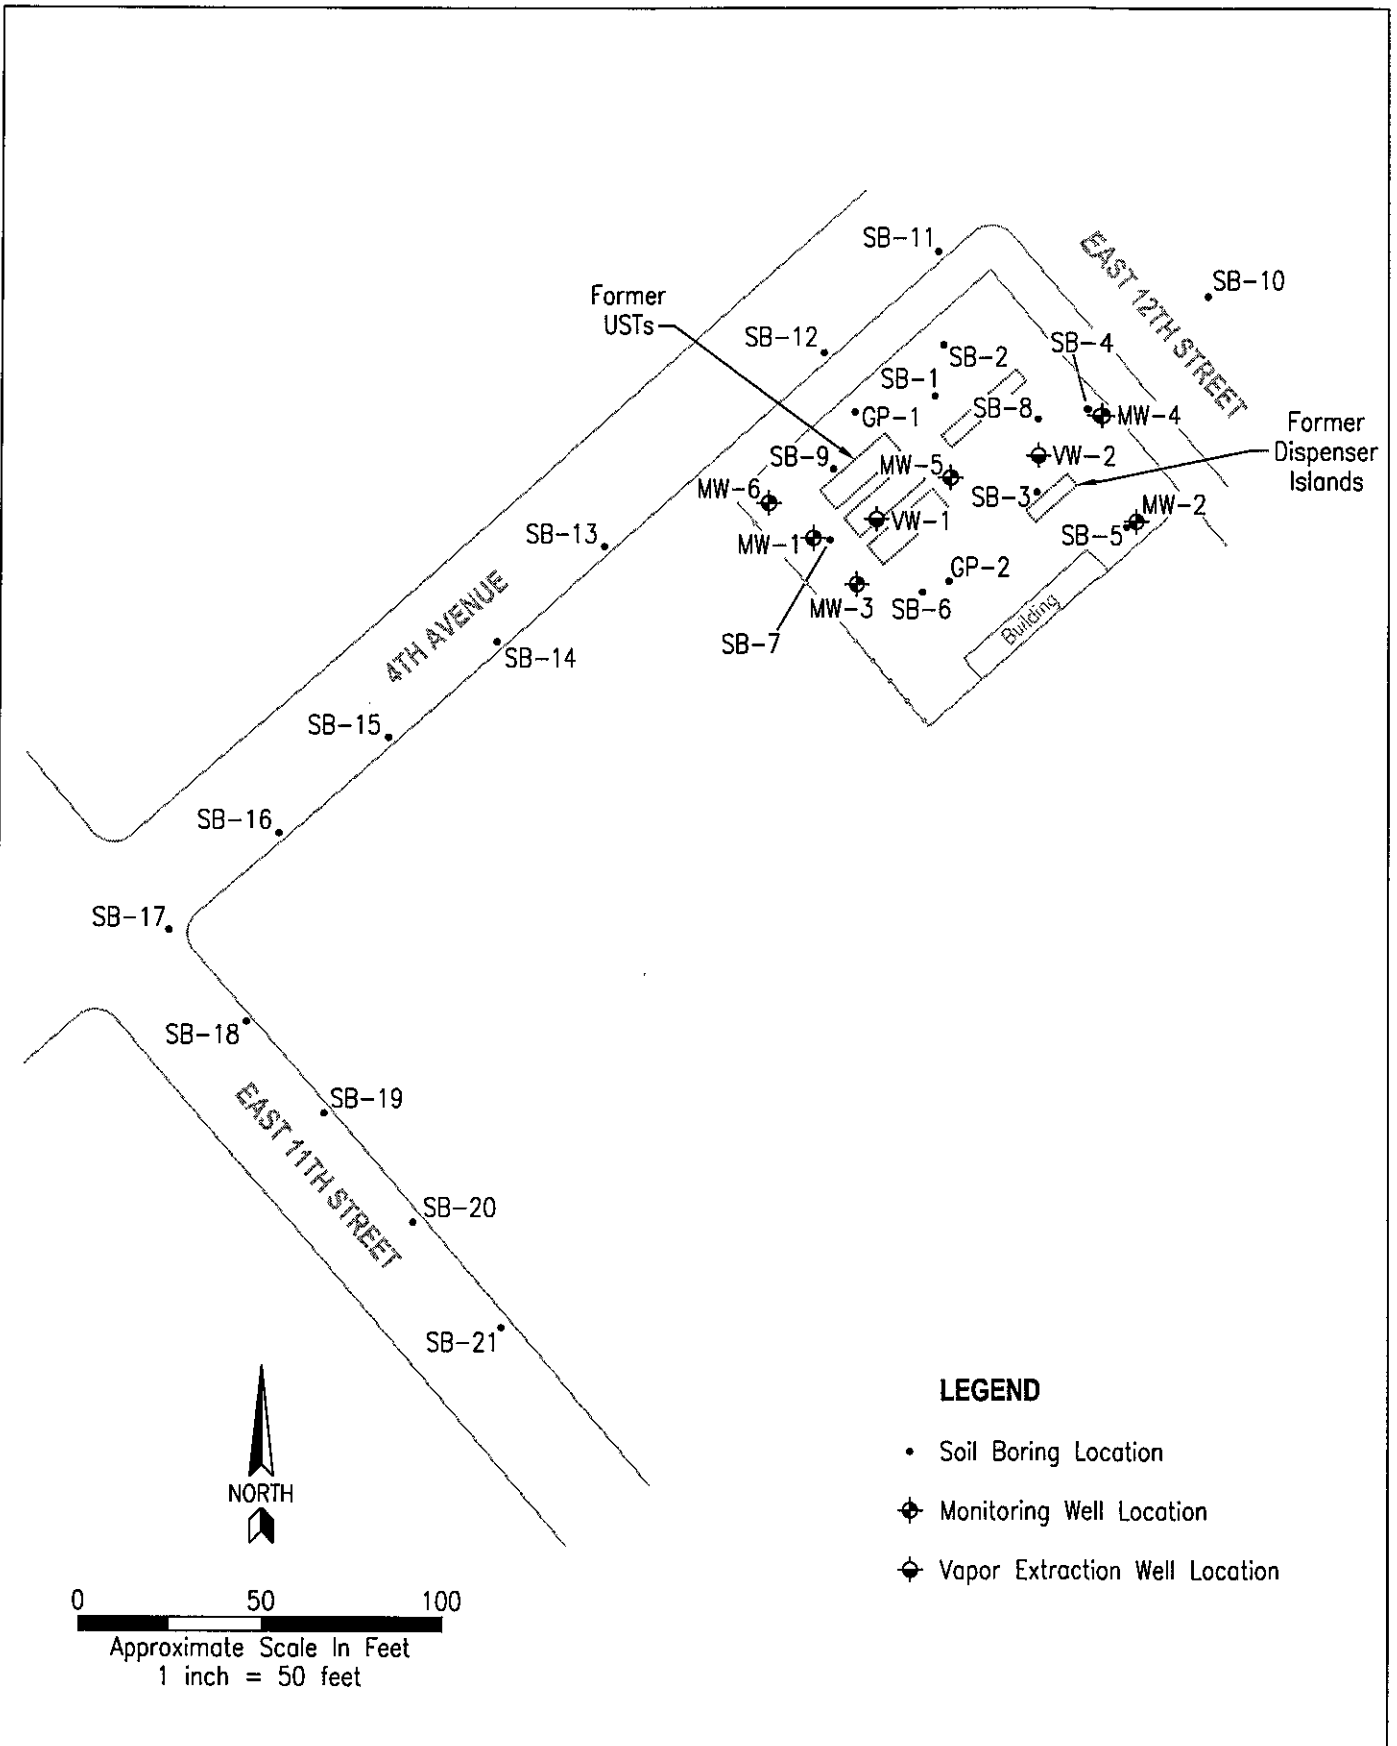 SB-11
EAST 12TH STREET
SB-10
Former
USTs
SB-12
SB-2
SB-4
SB-1
GP-1
SB-8
MW-4
Former
Dispenser
Islands
SB-9
MW-5
VW-2
MW-6
SB-3
MW-2
VW-1
SB-5
SB-13
MW-1
GP-2
MW-3
SB-6
Building
SB-7
4TH AVENUE
SB-14
SB-15
SB-16
SB-17
SB-18
SB-19
EAST 11TH STREET
SB-20
SB-21
LEGEND
Soil Boring Location
Monitoring Well Location
Vapor Extraction Well Location
NORTH
0 50 100
Approximate Scale In Feet
1 inch = 50 feet